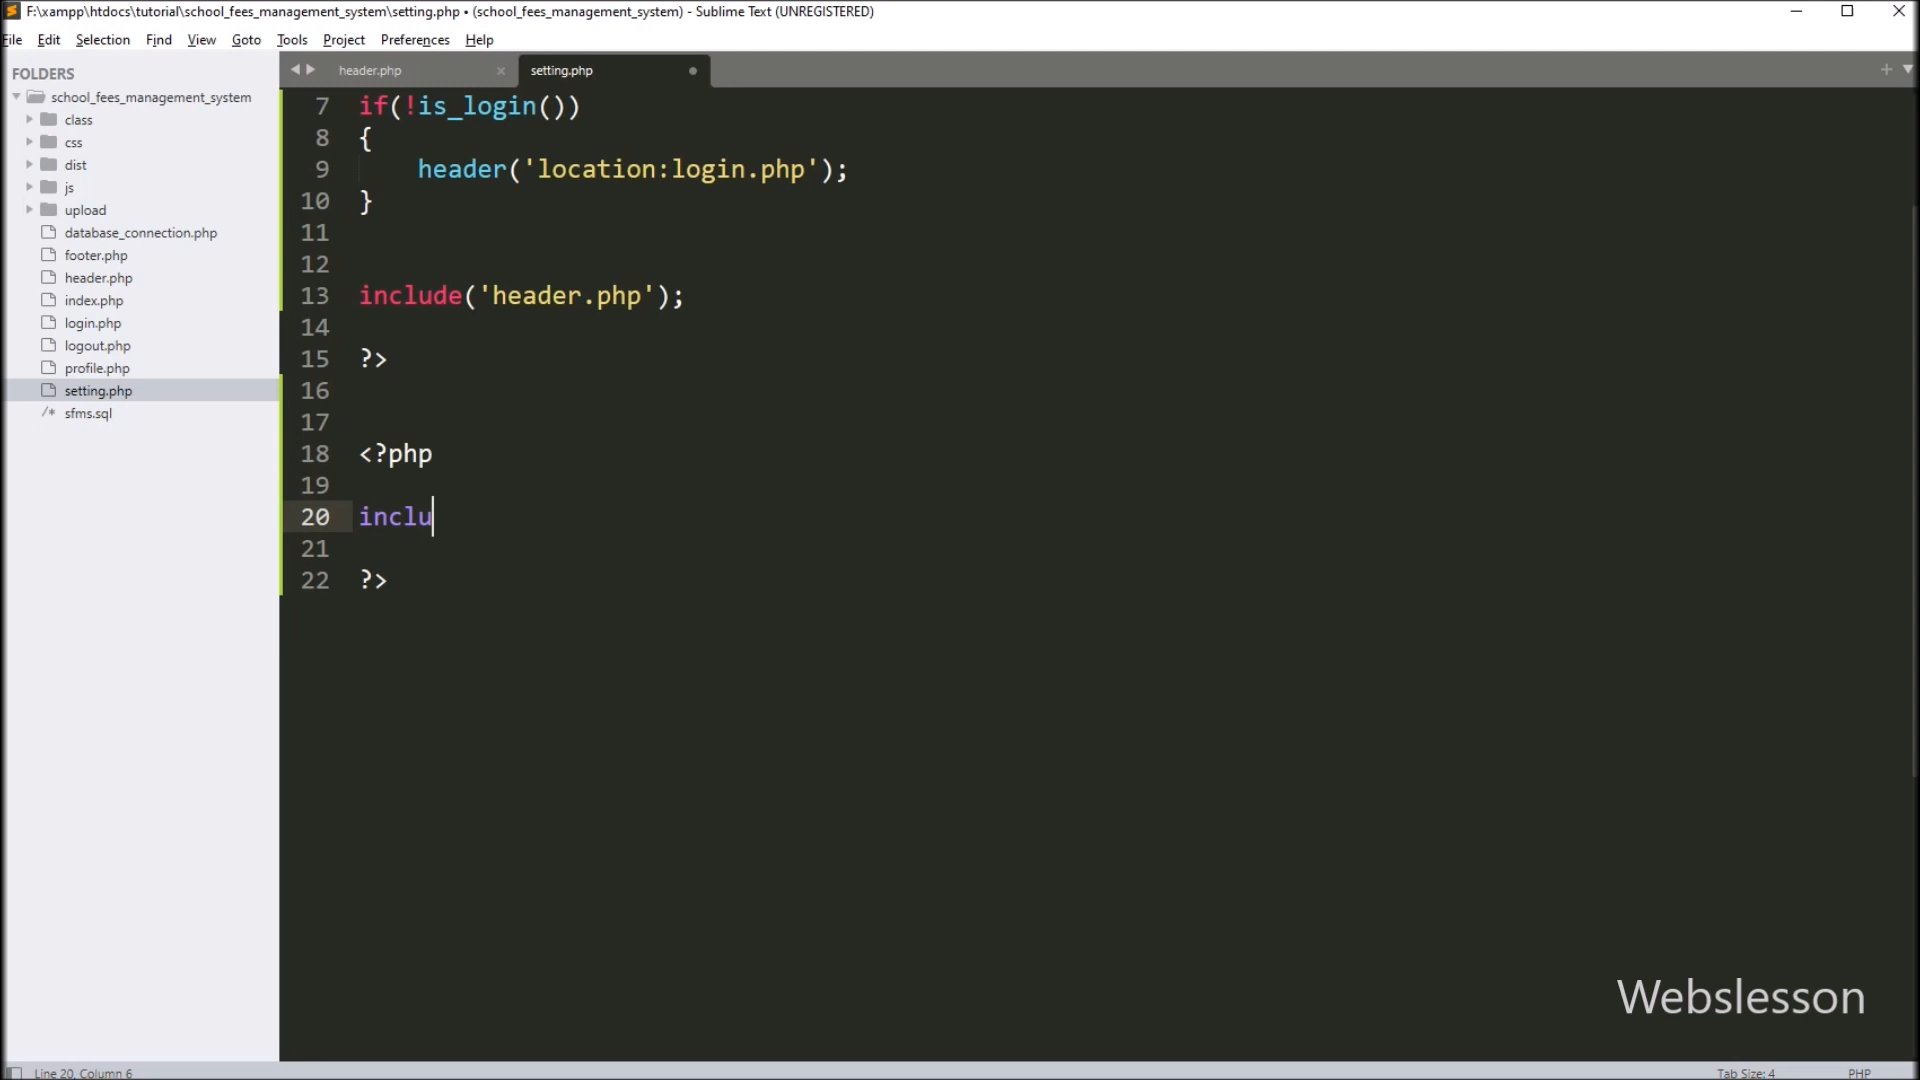 F:\xampp\htdocs\tutorial\school_fees_management_system\setting.php • (school_fees_management_system) - Sublime Text (UNREGISTERED)
File Edit Selection Find View Goto Tools Project Preferences Help
FOLDERS
school_fees_management_system
class
css
dist
js
upload
database_connection.php
footer.php
header.php
index.php
login.php
logout.php
profile.php
setting.php
/* sfms.sql
header.php setting.php
7 if(!is_login())
8 {
9 header('location:login.php');
10 }
11
12
13 include('header.php');
14
15 ?>
16
17
18 <?php
19
20 inclu
21
22 ?>
Webslesson
Line 20, Column 6 Tab Size: 4 PHP